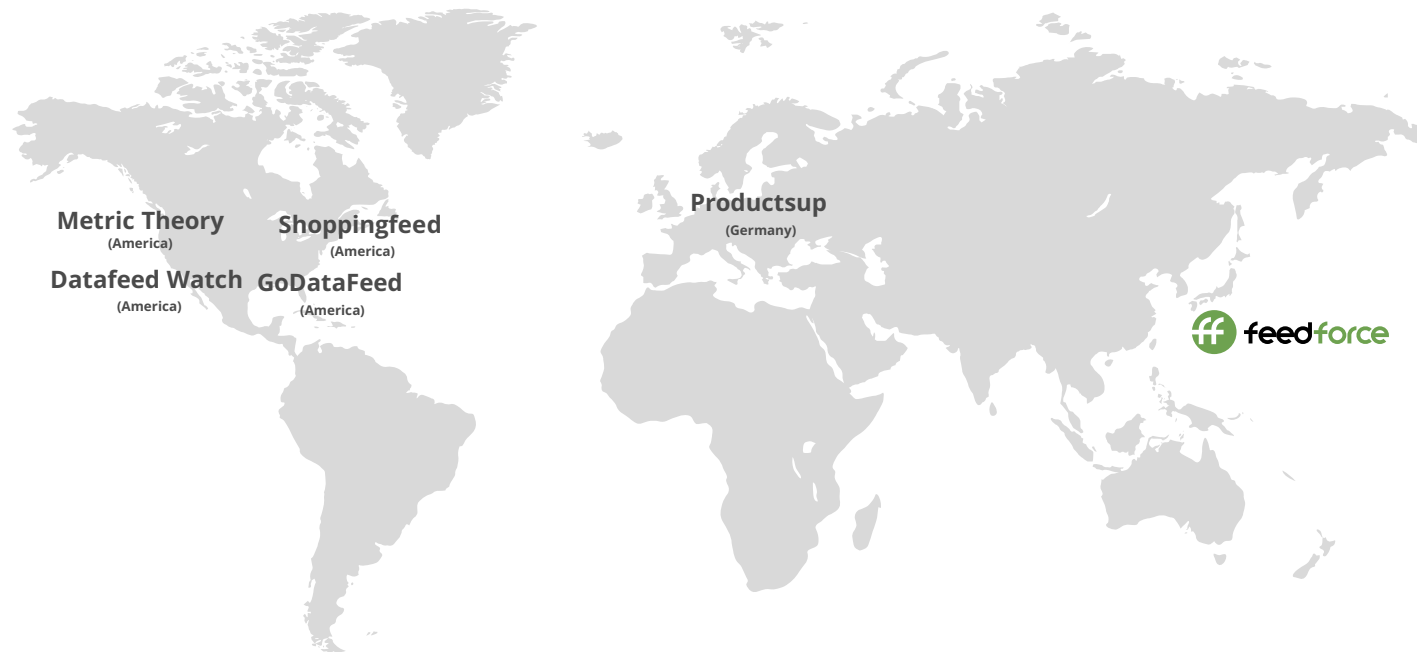 Metric Theory
(America)
Shoppingfeed
(America)
Datafeed Watch
(America)
GoDataFeed
(America)
Productsup
(Germany)
ff feedforce